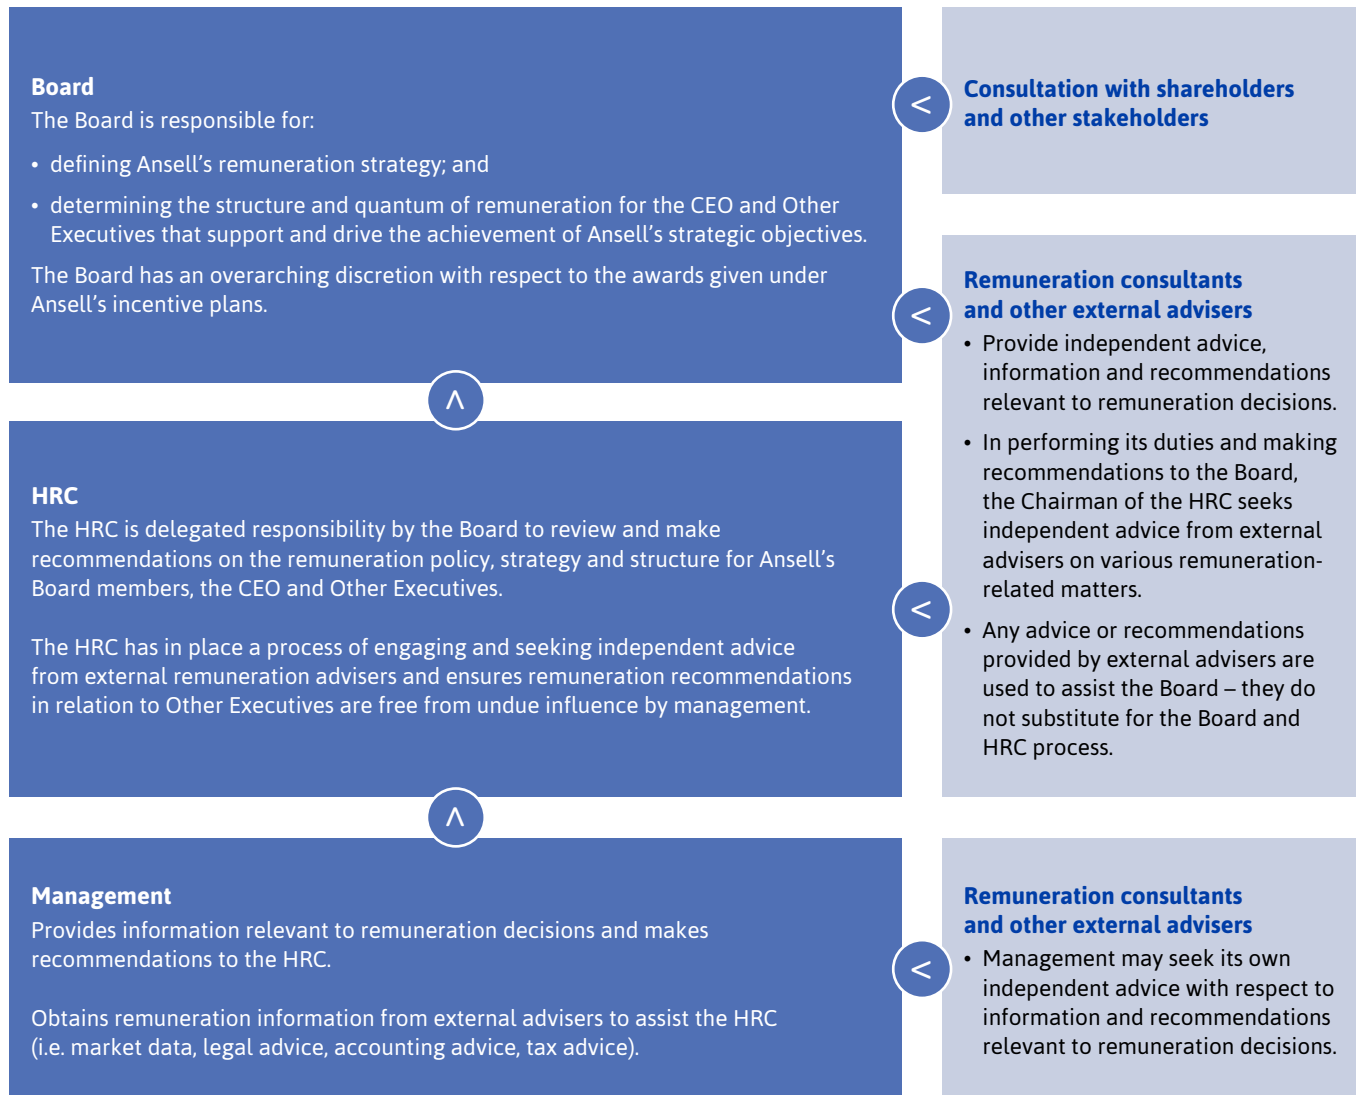 Board
The Board is responsible for:
• defining Ansell’s remuneration strategy; and
• determining the structure and quantum of remuneration for the CEO and Other
Executives that support and drive the achievement of Ansell’s strategic objectives.
The Board has an overarching discretion with respect to the awards given under
Ansell’s incentive plans.
<
Consultation with shareholders
and other stakeholders
<
Remuneration consultants
and other external advisers
• Provide independent advice,
information and recommendations
relevant to remuneration decisions.
• In performing its duties and making
recommendations to the Board,
the Chairman of the HRC seeks
independent advice from external
advisers on various remuneration-
related matters.
• Any advice or recommendations
provided by external advisers are
used to assist the Board – they do
not substitute for the Board and
HRC process.
<
HRC
The HRC is delegated responsibility by the Board to review and make
recommendations on the remuneration policy, strategy and structure for Ansell’s
Board members, the CEO and Other Executives.
The HRC has in place a process of engaging and seeking independent advice
from external remuneration advisers and ensures remuneration recommendations
in relation to Other Executives are free from undue influence by management.
<
<
Management
Provides information relevant to remuneration decisions and makes
recommendations to the HRC.
Obtains remuneration information from external advisers to assist the HRC
(i.e. market data, legal advice, accounting advice, tax advice).
<
Remuneration consultants
and other external advisers
• Management may seek its own
independent advice with respect to
information and recommendations
relevant to remuneration decisions.